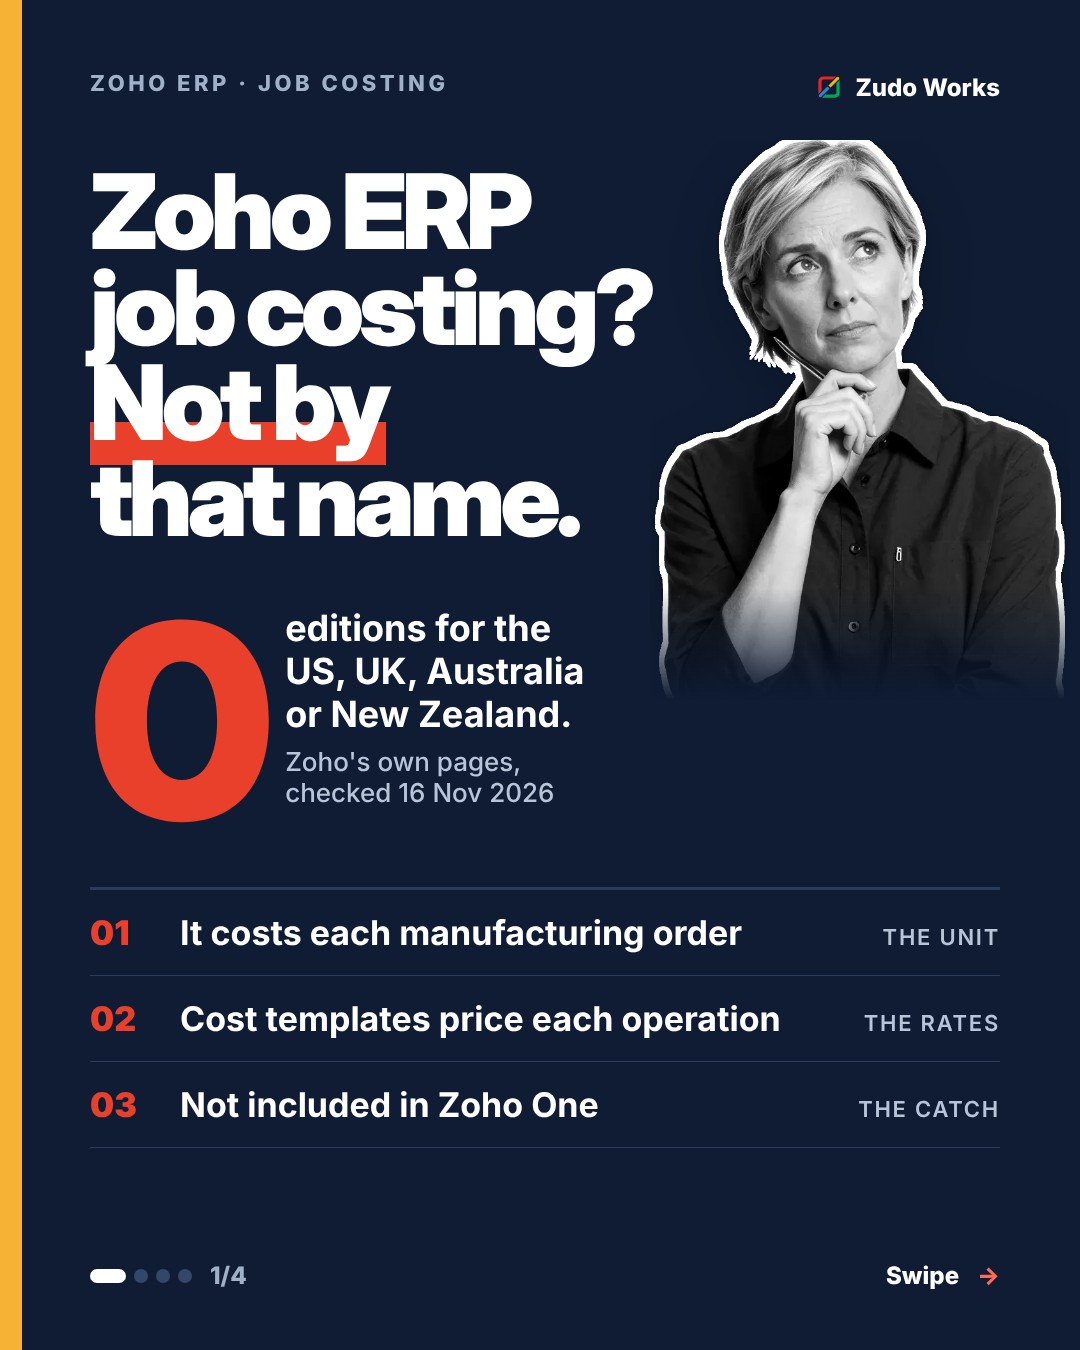 ZOHO ERP · JOB COSTING
Zudo Works
Zoho ERP
job costing?
Not by
that name.
0
editions for the
US, UK, Australia
or New Zealand.
Zoho's own pages,
checked 16 Nov 2026
01 It costs each manufacturing order THE UNIT
02 Cost templates price each operation THE RATES
03 Not included in Zoho One THE CATCH
1/4
Swipe →